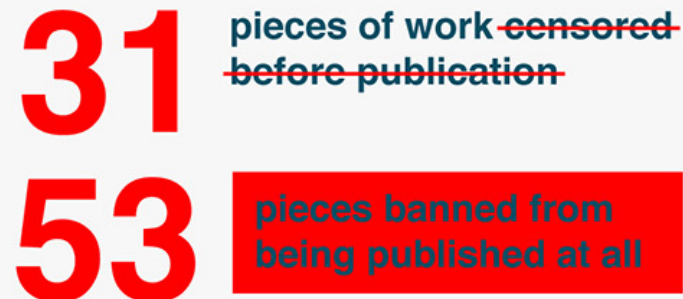 31
pieces of work censored
before publication
53
pieces banned from
being published at all